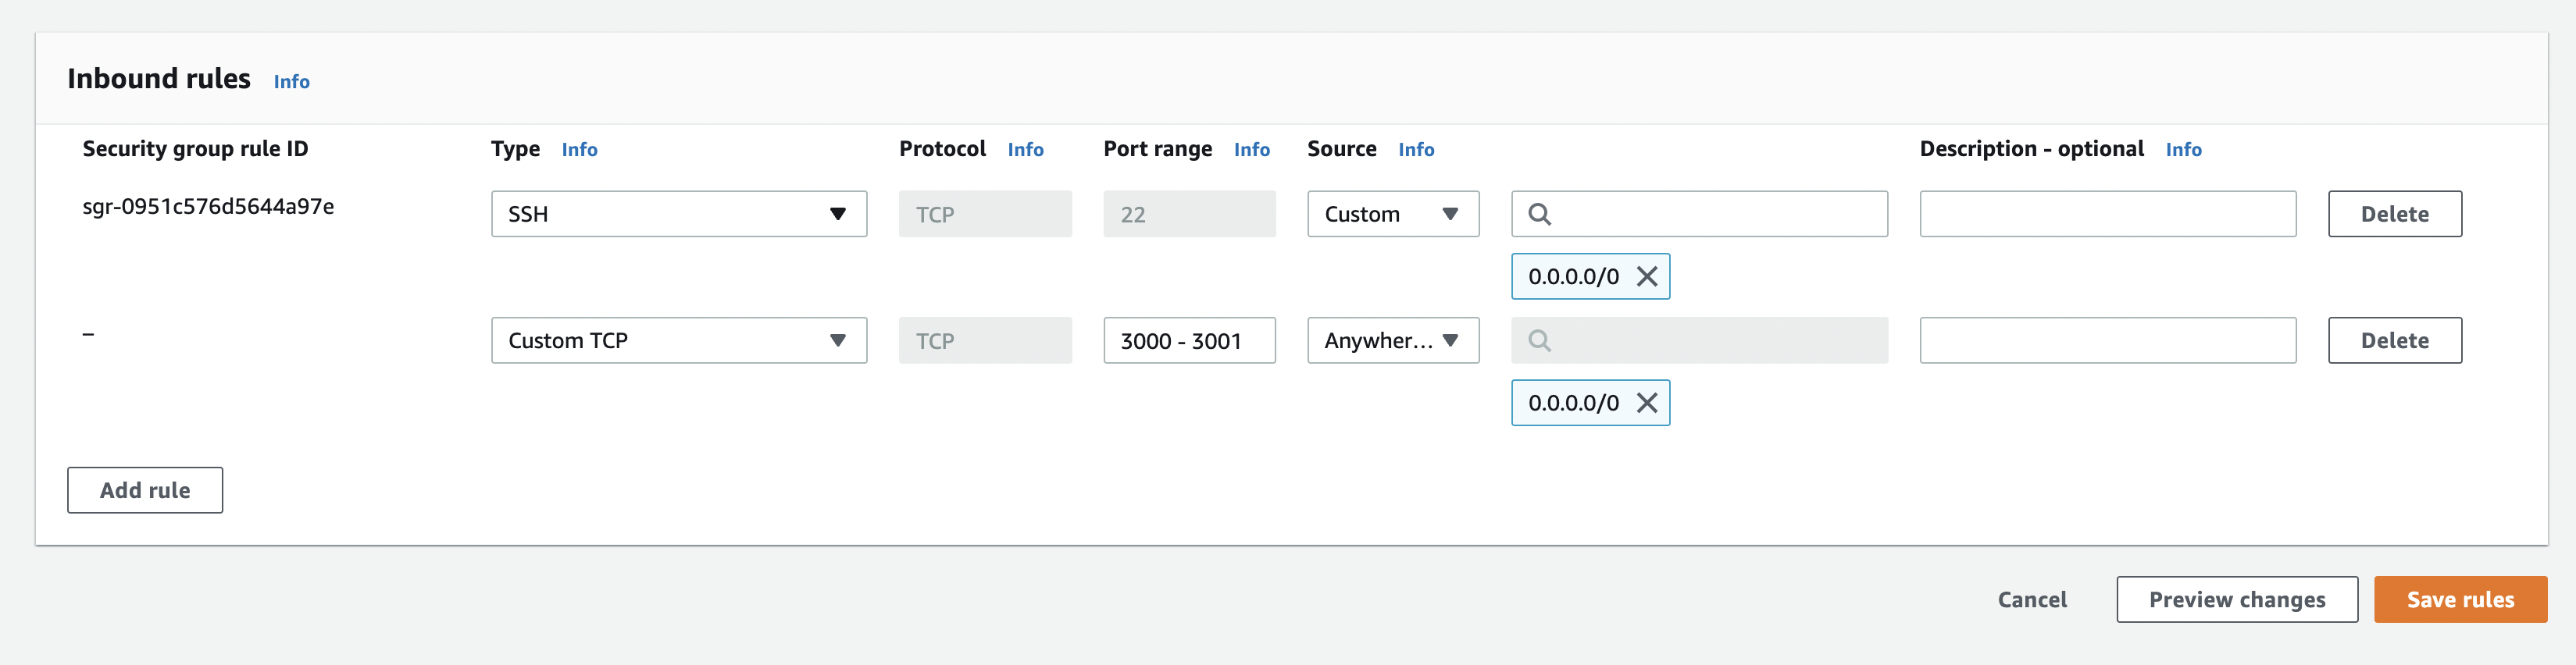 Inbound rules Info
Security group rule ID Type Info Protocol Info Port range Info Source Info Description - optional Info
sgr-0951c576d5644a97e SSH TCP 22 Custom Delete
0.0.0.0/0
– Custom TCP TCP 3000 - 3001 Anywher... Delete
0.0.0.0/0
Add rule
Cancel Preview changes Save rules